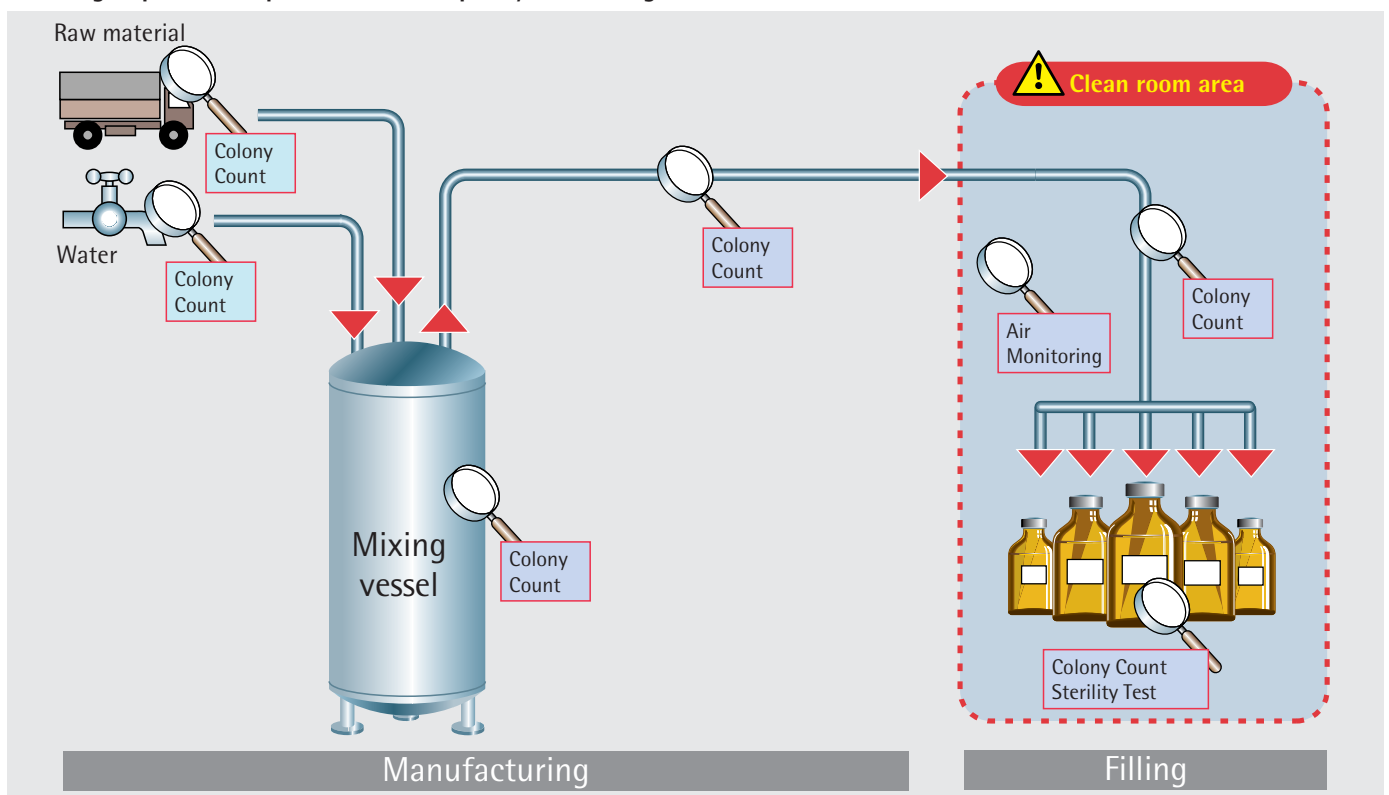 Raw material
Colony
Count
Water
Colony
Count
Mixing
vessel
Colony
Count
Colony
Count
Clean room area
Air
Monitoring
Colony
Count
Colony Count
Sterility Test
Manufacturing
Filling